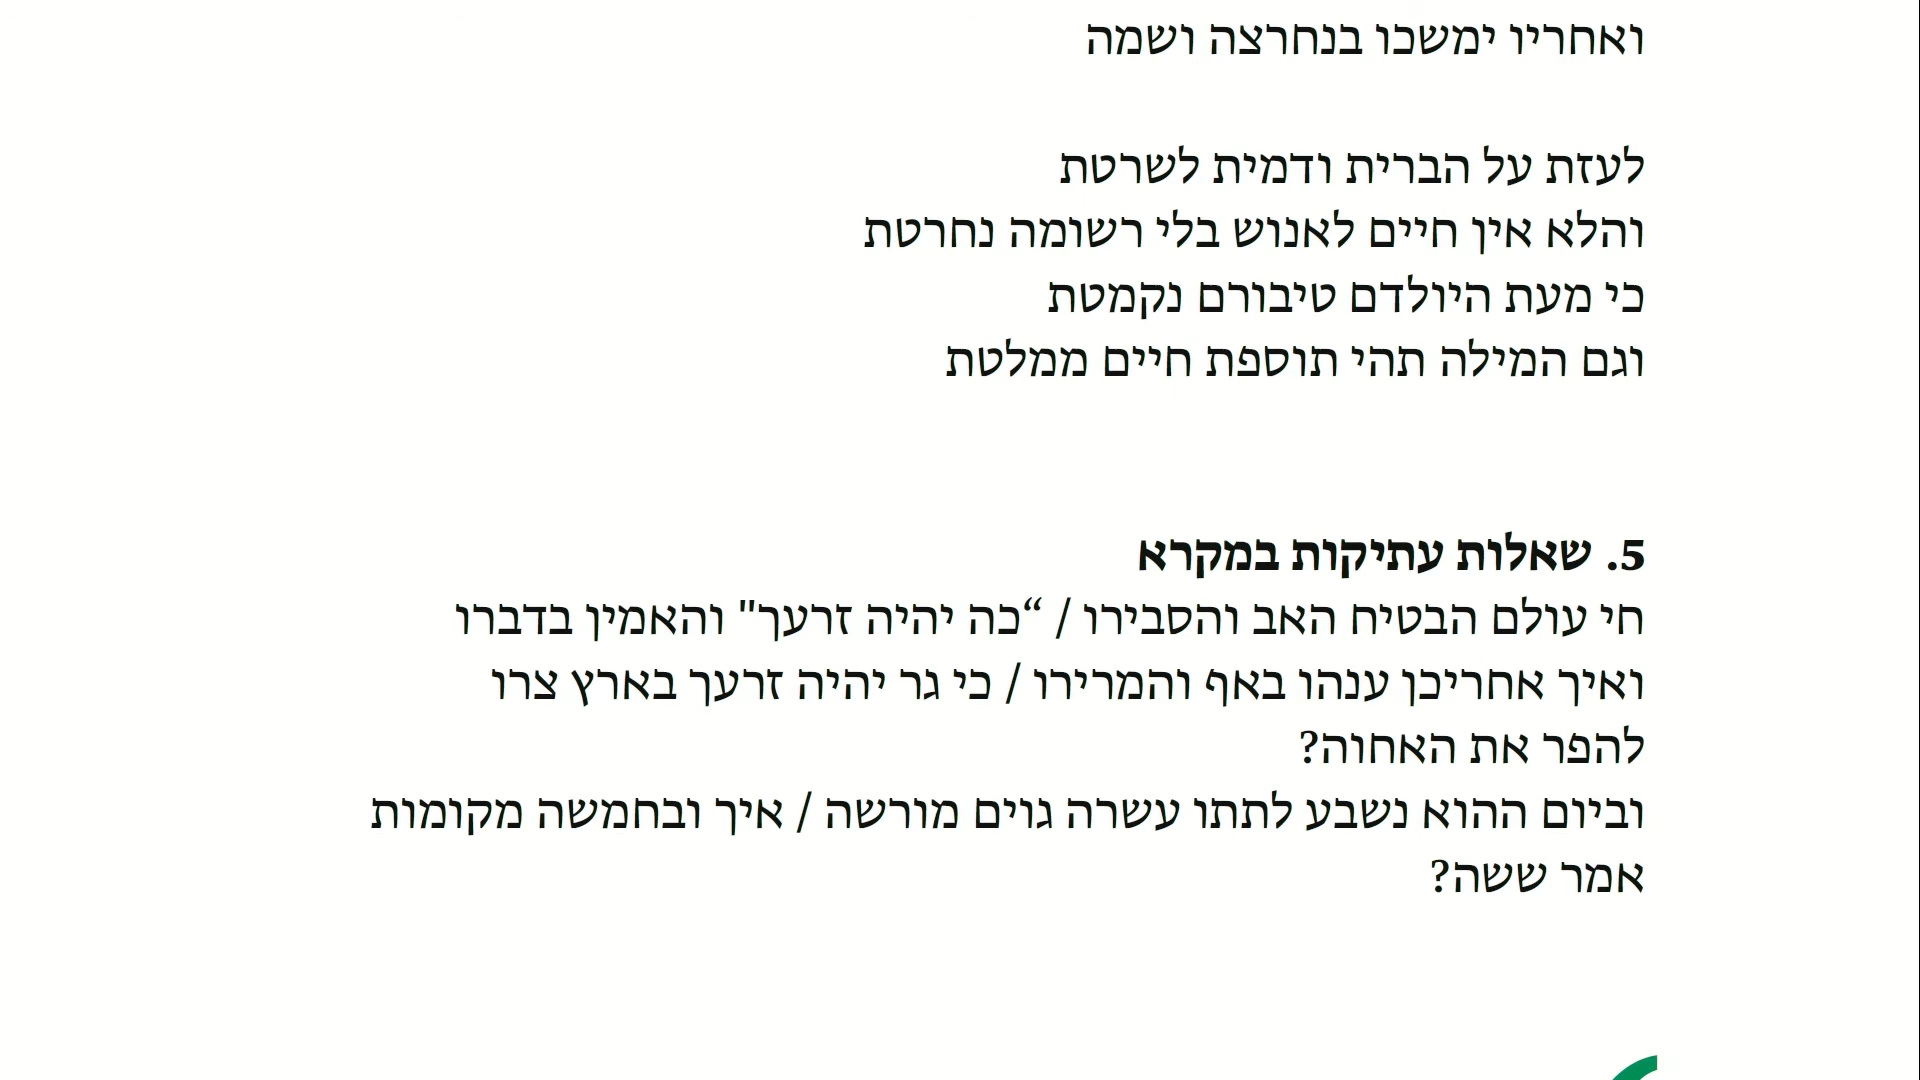 ואחריו ימשכו בנחרצה ושמה
לעזת על הברית ודמית לשרטת
והלא אין חיים לאנוש בלי רשומה נחרטת
כי מעת היולדם טיבורם נקמטת
וגם המילה תהי תוספת חיים ממלטת
5. שאלות עתיקות במקרא
חי עולם הבטיח האב והסבירו / “כה יהיה זרעך" והאמין בדברו
ואיך אחריכן ענהו באף והמרירו / כי גר יהיה זרעך בארץ צרו
להפר את האחוה?
וביום ההוא נשבע לתתו עשרה גוים מורשה / איך ובחמשה מקומות
אמר ששה?